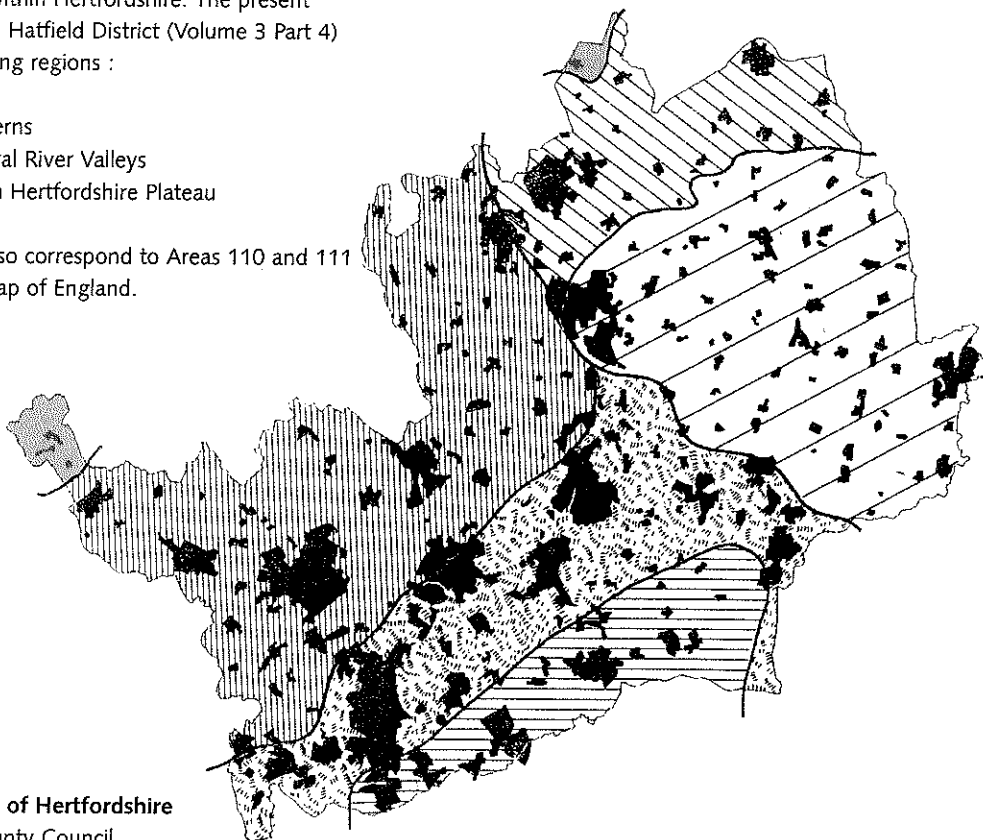 within Hertfordshire. The present
Hatfield District (Volume 3 Part 4)
ng regions :
erns
al River Valleys
Hertfordshire Plateau
so correspond to Areas 110 and 111
ap of England.
of Hertfordshire
unty Council